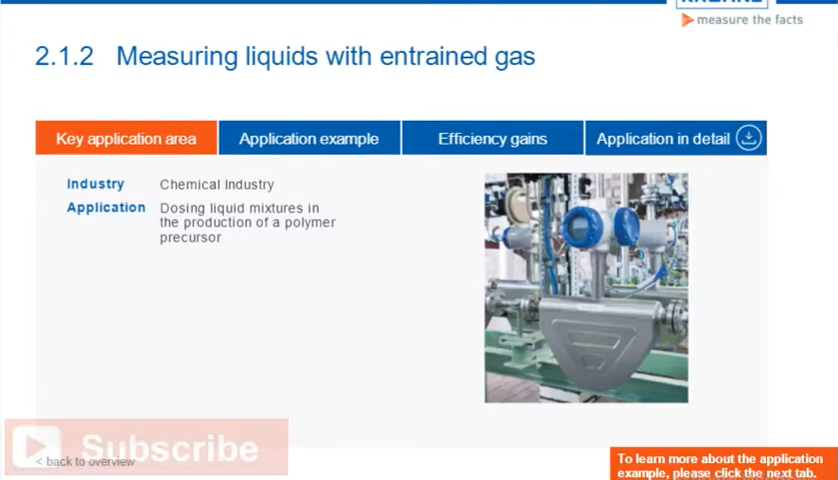 measure the facts
2.1.2 Measuring liquids with entrained gas
Key application area
Application example
Efficiency gains
Application in detail
Industry Chemical Industry
Application Dosing liquid mixtures in
the production of a polymer
precursor
Subscribe
< back to overview
To learn more about the application
example, please click the next tab.